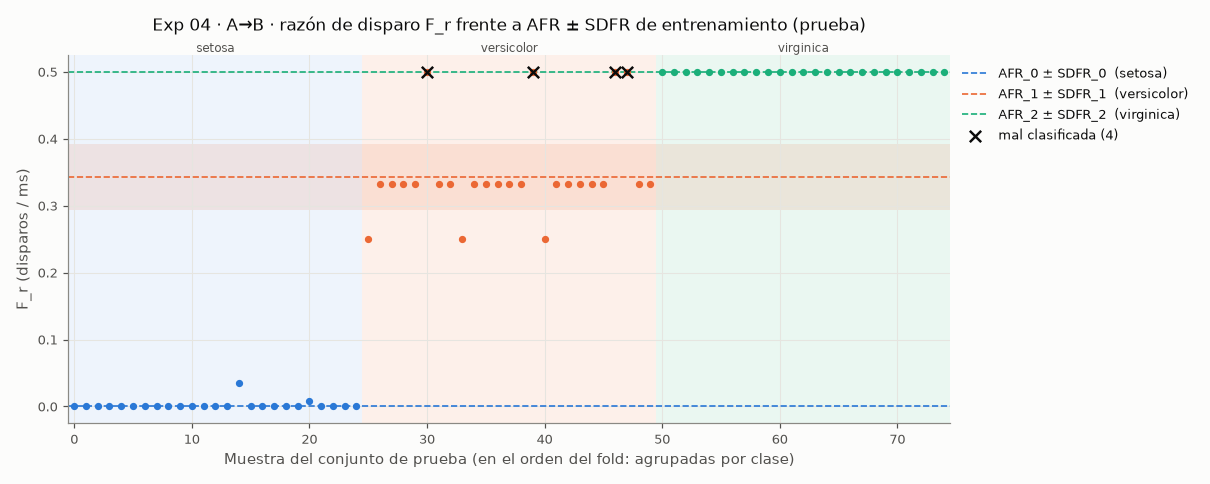 Exp 04 · A→B · razón de disparo F_r frente a AFR ± SDFR de entrenamiento (prueba)
setosa
versicolor
virginica
0.5
0.4
0.3
0.2
0.1
0.0
F_r (disparos / ms)
0
10
20
30
40
50
60
70
Muestra del conjunto de prueba (en el orden del fold: agrupadas por clase)
AFR_0 ± SDFR_0 (setosa)
AFR_1 ± SDFR_1 (versicolor)
AFR_2 ± SDFR_2 (virginica)
mal clasificada (4)